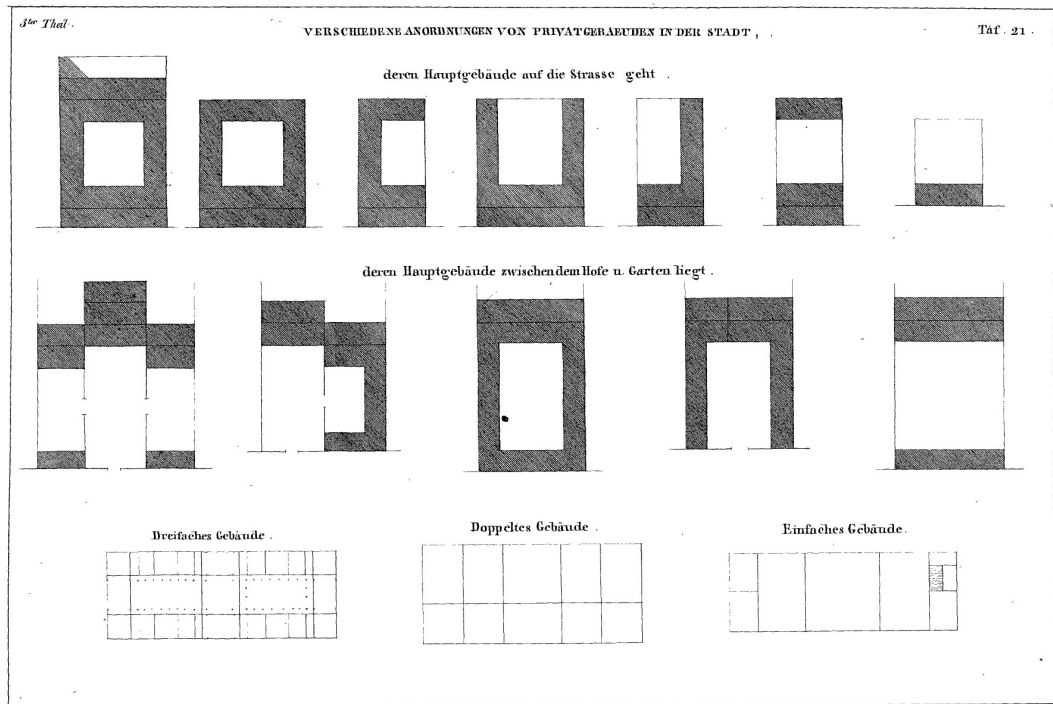 3ter Theil.
VERSCHIEDENE ANORDNUNGEN VON PRIVATGEBAEUDEN IN DER STADT,
Taf. 21.
deren Hauptgebäude auf die Strasse geht.
deren Hauptgebäude zwischen dem Hofe u. Garten liegt.
Dreifaches Gebäude.
Doppeltes Gebäude.
Einfaches Gebäude.